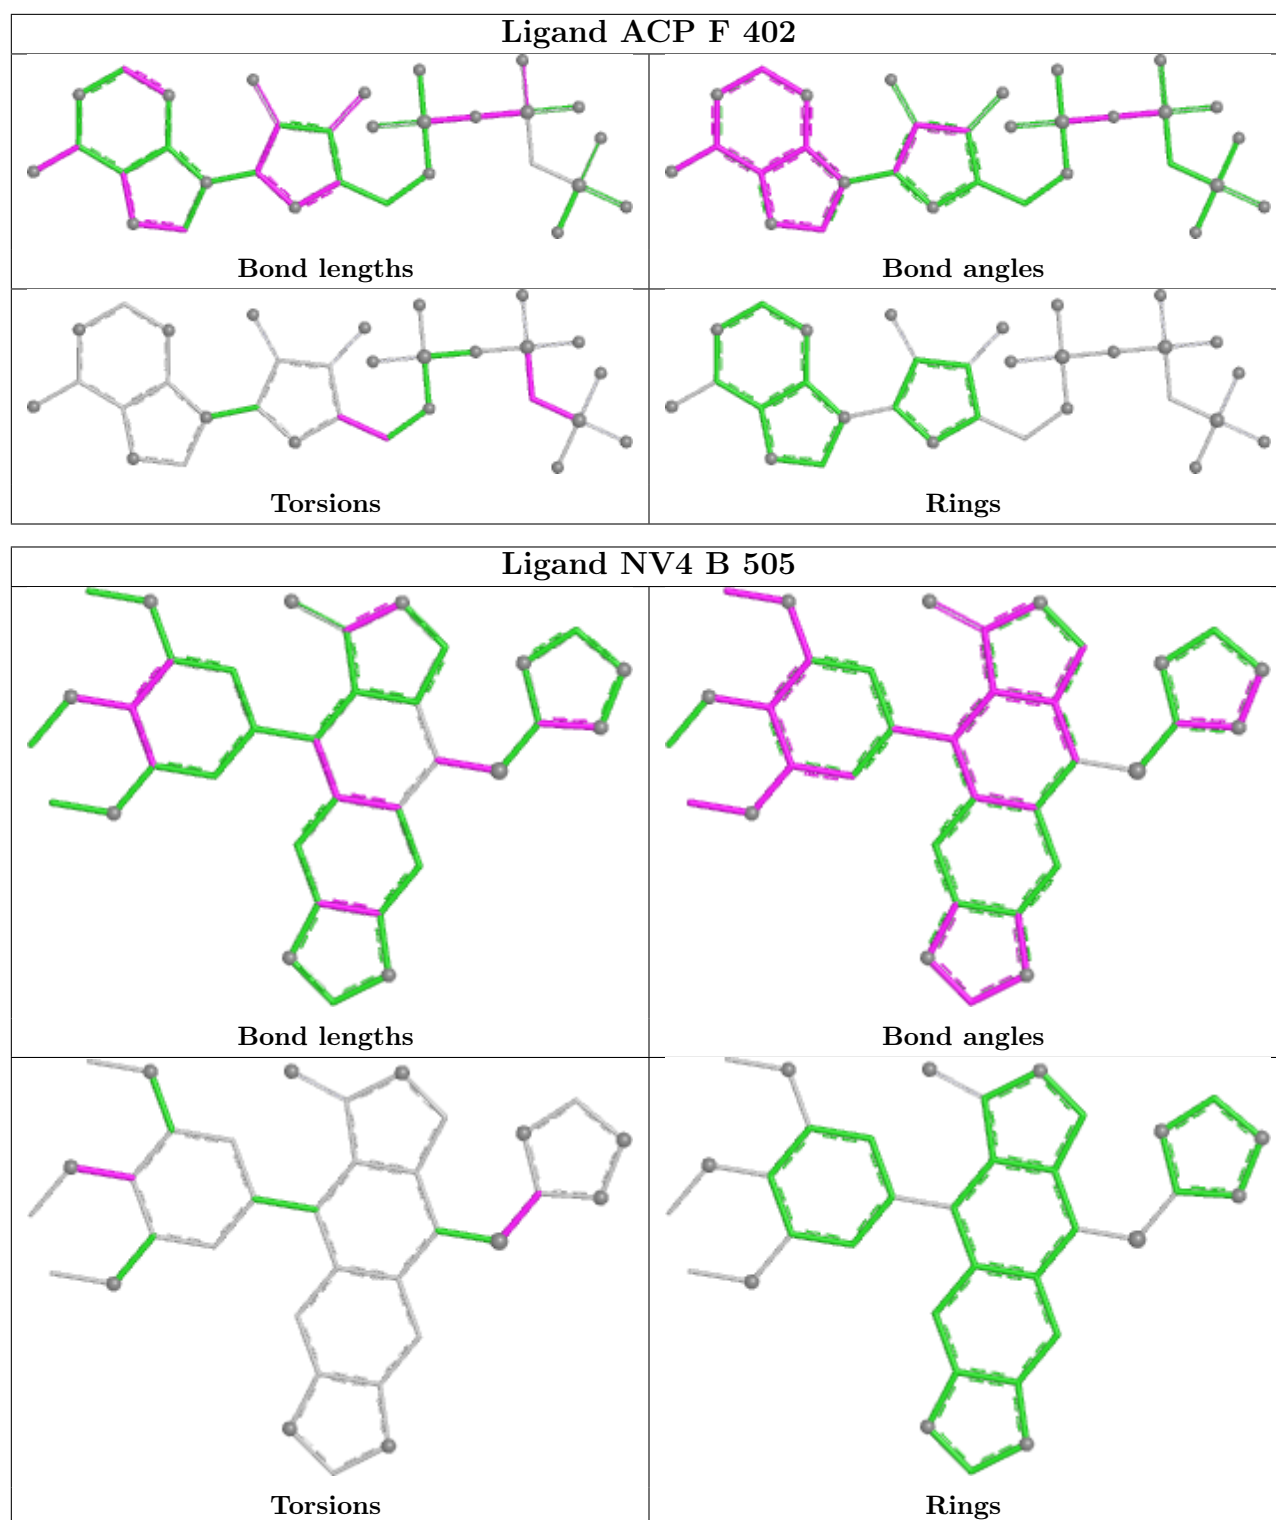 Ligand ACP F 402
Bond lengths
Bond angles
Torsions
Rings
Ligand NV4 B 505
Bond lengths
Bond angles
Torsions
Rings